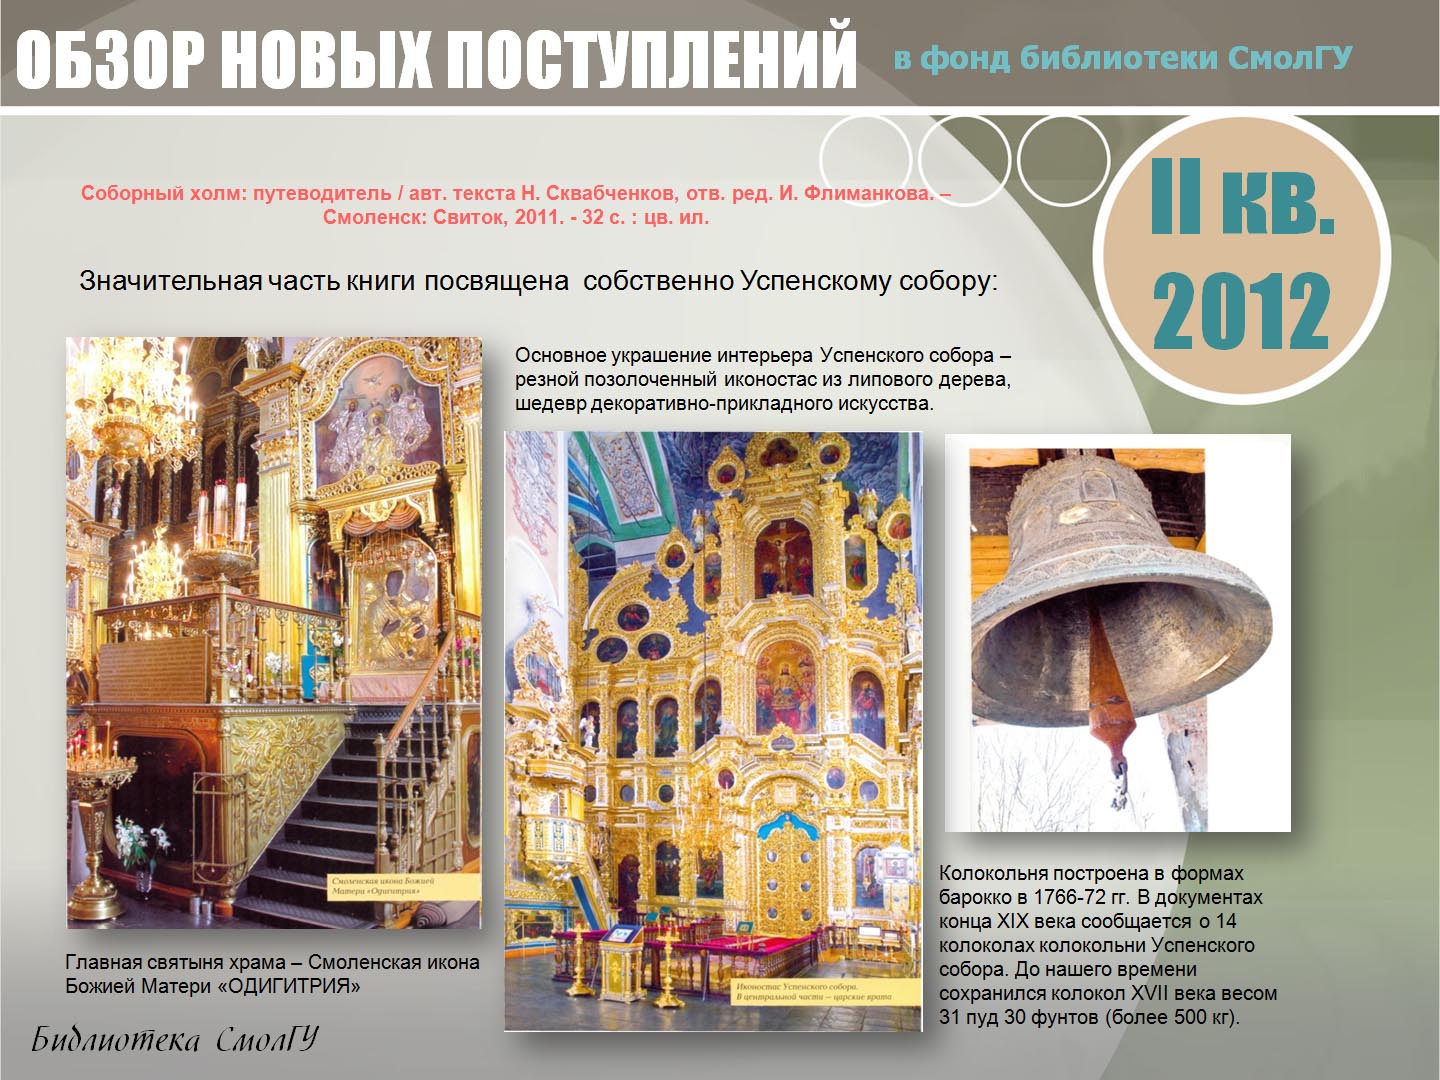 ОБЗОР НОВЫХ ПОСТУПЛЕНИЙ в фонд библиотеки СмолГУ
II кв.
2012
Соборный холм: путеводитель / авт. текста Н. Сквабченков, отв. ред. И. Флиманкова. –
Смоленск: Свиток, 2011. - 32 с. : цв. ил.
Значительная часть книги посвящена собственно Успенскому собору:
Основное украшение интерьера Успенского собора –
резной позолоченный иконостас из липового дерева,
шедевр декоративно-прикладного искусства.
Смоленская икона Божией
Матери «Одигитрия»
Главная святыня храма – Смоленская икона
Божией Матери «ОДИГИТРИЯ»
Иконостас Успенского собора.
В центральной части – царские врата
Колокольня построена в формах
барокко в 1766-72 гг. В документах
конца XIX века сообщается о 14
колоколах колокольни Успенского
собора. До нашего времени
сохранился колокол XVII века весом
31 пуд 30 фунтов (более 500 кг).
Библиотека СмолГУ